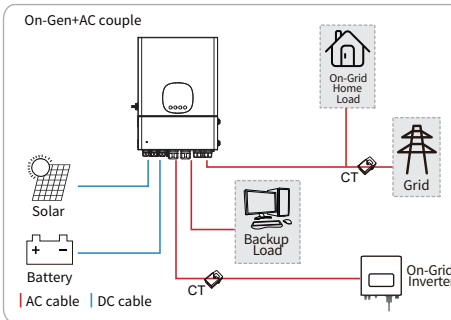 On-Gen+AC couple
On-Grid
Home
Load
CT
Grid
Solar
Backup
Load
Battery
CT
On-Grid
Inverter
AC cable | DC cable